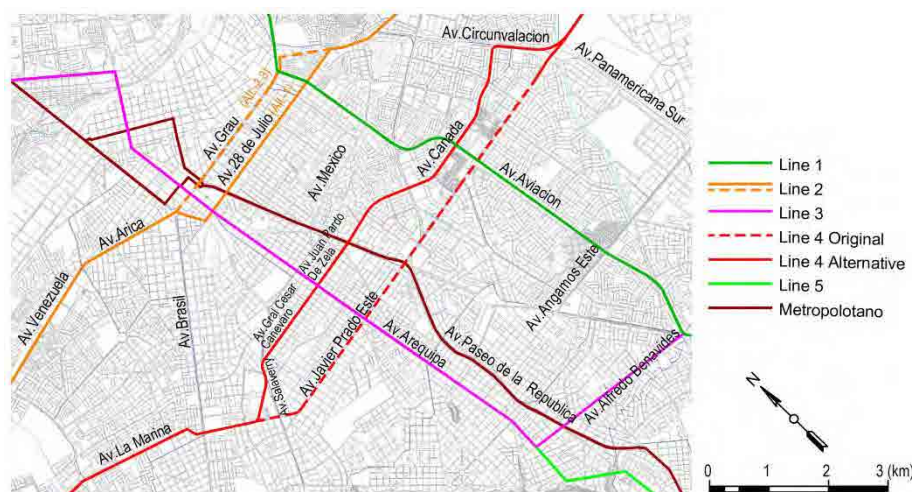 Av.Circunvalacion
Av.Panamericana Sur
(Alt.-2.a)
Av.Grau
(Alt.-1)
Av.28 de Julio
Av.Mexico
Av.Canada
Av.Aviacion
Av.Arica
Av.Juan Pardo
De Zela
Av.Venezuela
Av.Brasil
Av.Gral Cesar
Canevaro
Av.Javier Prado Este
Av.Angamos Este
Av.Arequipa
Av.Paseo de la Republica
Av.Alfredo Benavides
Av.Salaverry
Av.La Marina
Line 1
Line 2
Line 3
Line 4 Original
Line 4 Alternative
Line 5
Metropolotano
N
0 1 2 3 (km)